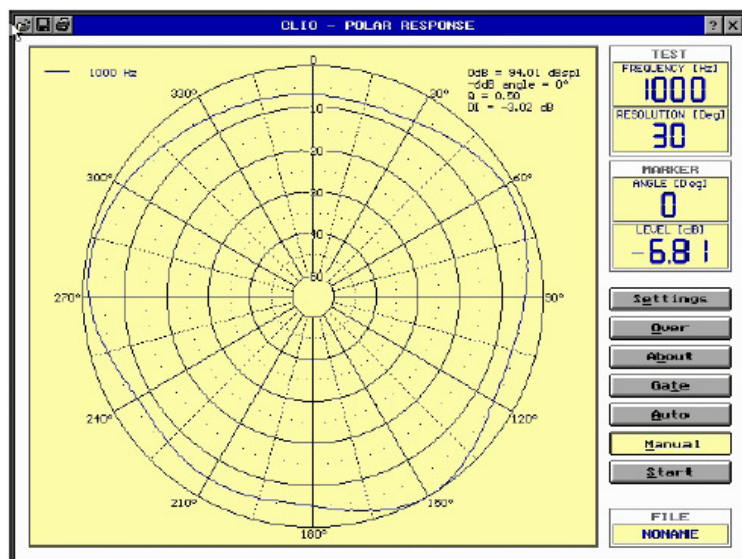 CLIO - POLAR RESPONSE
? X
1000 Hz
0dB = 94.01 dBspl
-6dB angle = 0°
Q = 0.50
DI = -3.02 dB
0
330°
30°
10
20
300°
60°
30
40
50
270°
90°
240°
120°
210°
150°
180°
TEST
FREQUENCY [Hz]
1000
RESOLUTION [Deg]
30
MARKER
ANGLE [Deg]
0
LEVEL [dB]
-6.81
Settings
Over
About
Gate
Auto
Manual
Start
FILE
NONAME